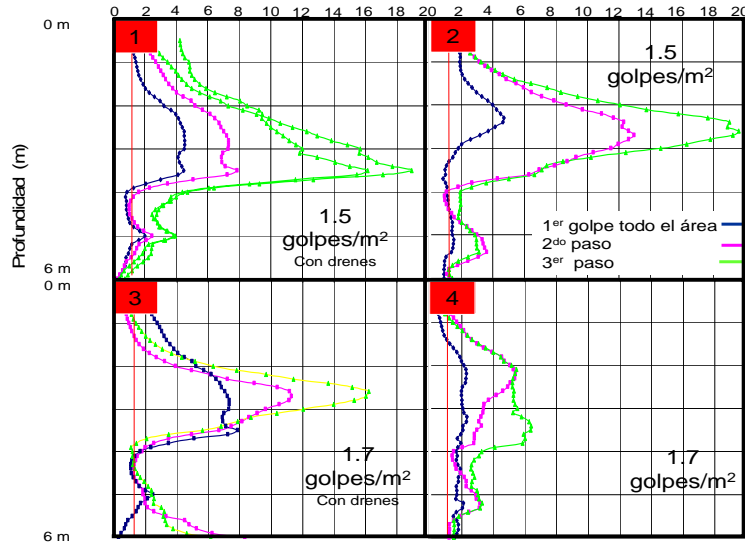 0 m
0 2 4 6 8 10 12 14 16 18 20
2 4 6 8 10 12 14 16 18 20
1
2
1.5
golpes/m²
1.5
golpes/m²
Con drenes
1er golpe todo el área
2do paso
3er paso
Profundidad (m)
6 m
0 m
0 2 4 6 8 10 12 14 16 18
0 2 4 6 8 10 12 14 16 18 20
3
4
1.7
golpes/m²
Con drenes
1.7
golpes/m²
6 m